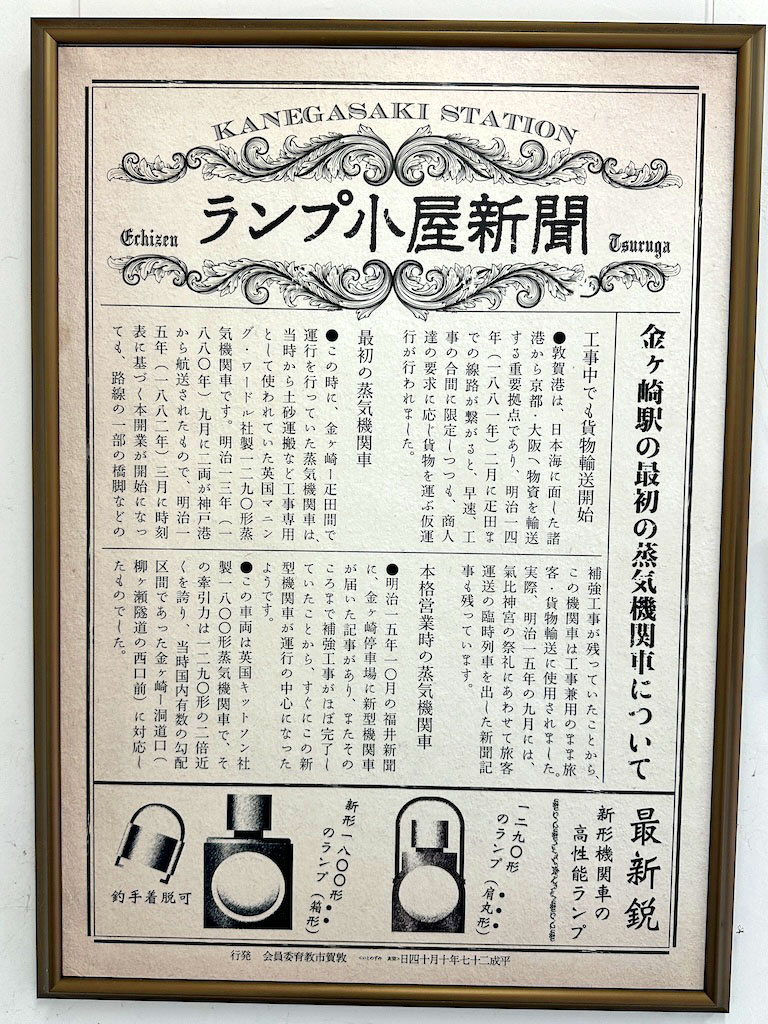 KANEGASAKI STATION
Echizen
ランプ小屋新聞
Tsuruga
金ヶ崎駅の最初の蒸気機関車について
工事中でも貨物輸送開始
●敦賀港は、日本海に面した諸
港から京都・大阪へ物資を輸送
する重要拠点であり、明治一四
年(一八八一年)二月に疋田ま
での線路が繋がると、早速、工
事の合間に限定しつつも、商人
達の要求に応じ貨物を運ぶ仮運
行が行われました。
最初の蒸気機関車
●この時に、金ヶ崎ー疋田間で
運行を行っていた蒸気機関車は、
当時から土砂運搬など工事専用
として使われていた英国マニン
グ・ワードル社製一二九〇形蒸
気機関車です。明治一三年(一
八八〇年)九月に二両が神戸港
から航送されたもので、明治一
五年(一八八二年)三月に時刻
表に基づく本開業が開始になっ
ても、路線の一部の橋脚などの
補強工事が残っていたことから、
この機関車は工事兼用のまま旅
客・貨物輸送に使用されました。
実際、明治一五年の九月には、
氣比神宮の祭礼にあわせて旅客
運送の臨時列車を出した新聞記
事も残っています。
本格営業時の蒸気機関車
●明治一五年一〇月の福井新聞
に、金ヶ崎停車場に新型機関車
が届いた記事があり、またその
ころまで補強工事がほぼ完了し
ていたことから、すぐにこの新
型機関車が運行の中心になった
ようです。
●この車両は英国キットソン社
製一八〇〇形蒸気機関車で、そ
の牽引力は一二九〇形の二倍近
くを誇り、当時国内有数の勾配
区間であった金ヶ崎ー洞道口(
柳ヶ瀬隧道の西口前)に対応し
たものでした。
最新鋭
新形機関車の
高性能ランプ
一二九〇形
のランプ(肩丸形)
新形一八〇〇形
のランプ(箱形)
釣手着脱可
行発 会員委育教市賀敦 日四十月十年七十二成平